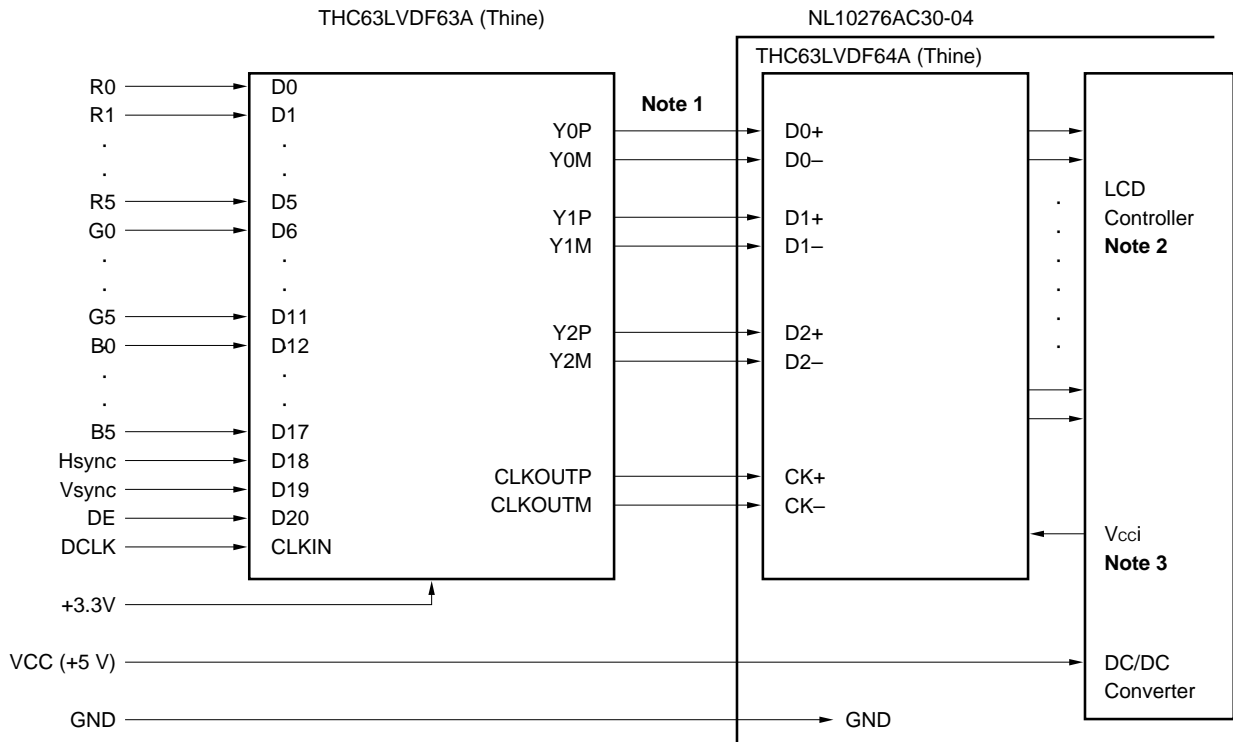 THC63LVDF63A (Thine) NL10276AC30-04
THC63LVDF64A (Thine)
R0 D0
R1 D1 Note 1
Y0P D0+
. . Y0M D0–
. .
R5 D5 LCD
G0 D6 Y1P D1+ Controller
. . Y1M D1– Note 2
. .
G5 D11 Y2P D2+
B0 D12 Y2M D2–
. .
. .
B5 D17
Hsync D18 CLKOUTP CK+
Vsync D19 CLKOUTM CK–
DE D20 Vcci
DCLK CLKIN Note 3
+3.3V
VCC (+5 V) DC/DC
Converter
GND GND